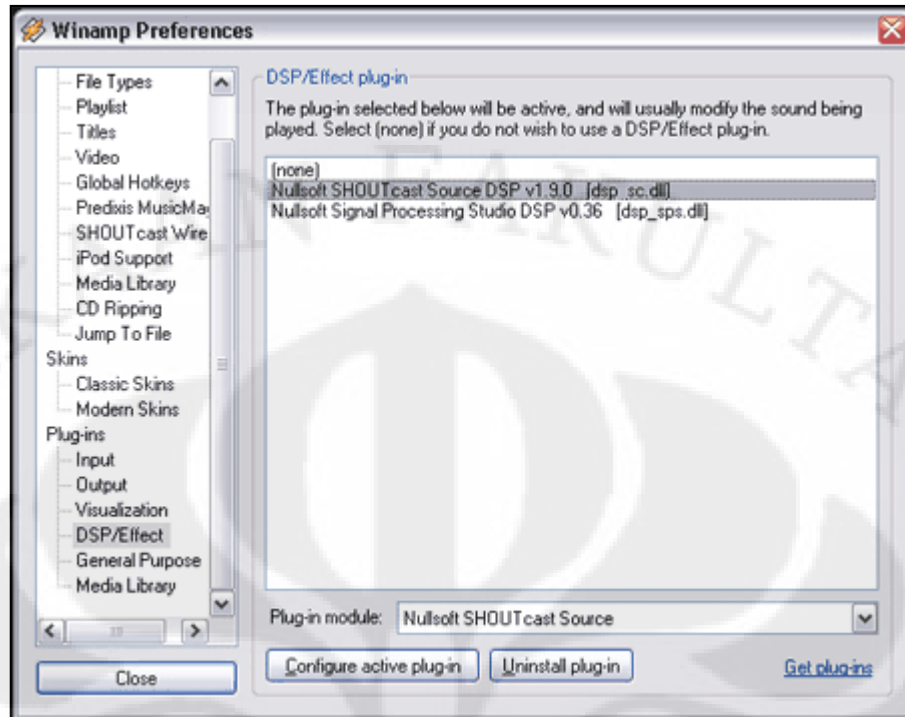 Winamp Preferences
File Types
Playlist
Titles
Video
Global Hotkeys
Predixis MusicMa
SHOUTcast Wire
iPod Support
Media Library
CD Ripping
Jump To File
Skins
Classic Skins
Modern Skins
Plug-ins
Input
Output
Visualization
DSP/Effect
General Purpose
Media Library
Close
DSP/Effect plug-in
The plug-in selected below will be active, and will usually modify the sound being
played. Select (none) if you do not wish to use a DSP/Effect plug-in.
(none)
Nullsoft SHOUTcast Source DSP v1.9.0 [dsp_sc.dll]
Nullsoft Signal Processing Studio DSP v0.36 [dsp_sps.dll]
Plug-in module: Nullsoft SHOUTcast Source
Configure active plug-in Uninstall plug-in Get plug-ins
AN FAKULTA